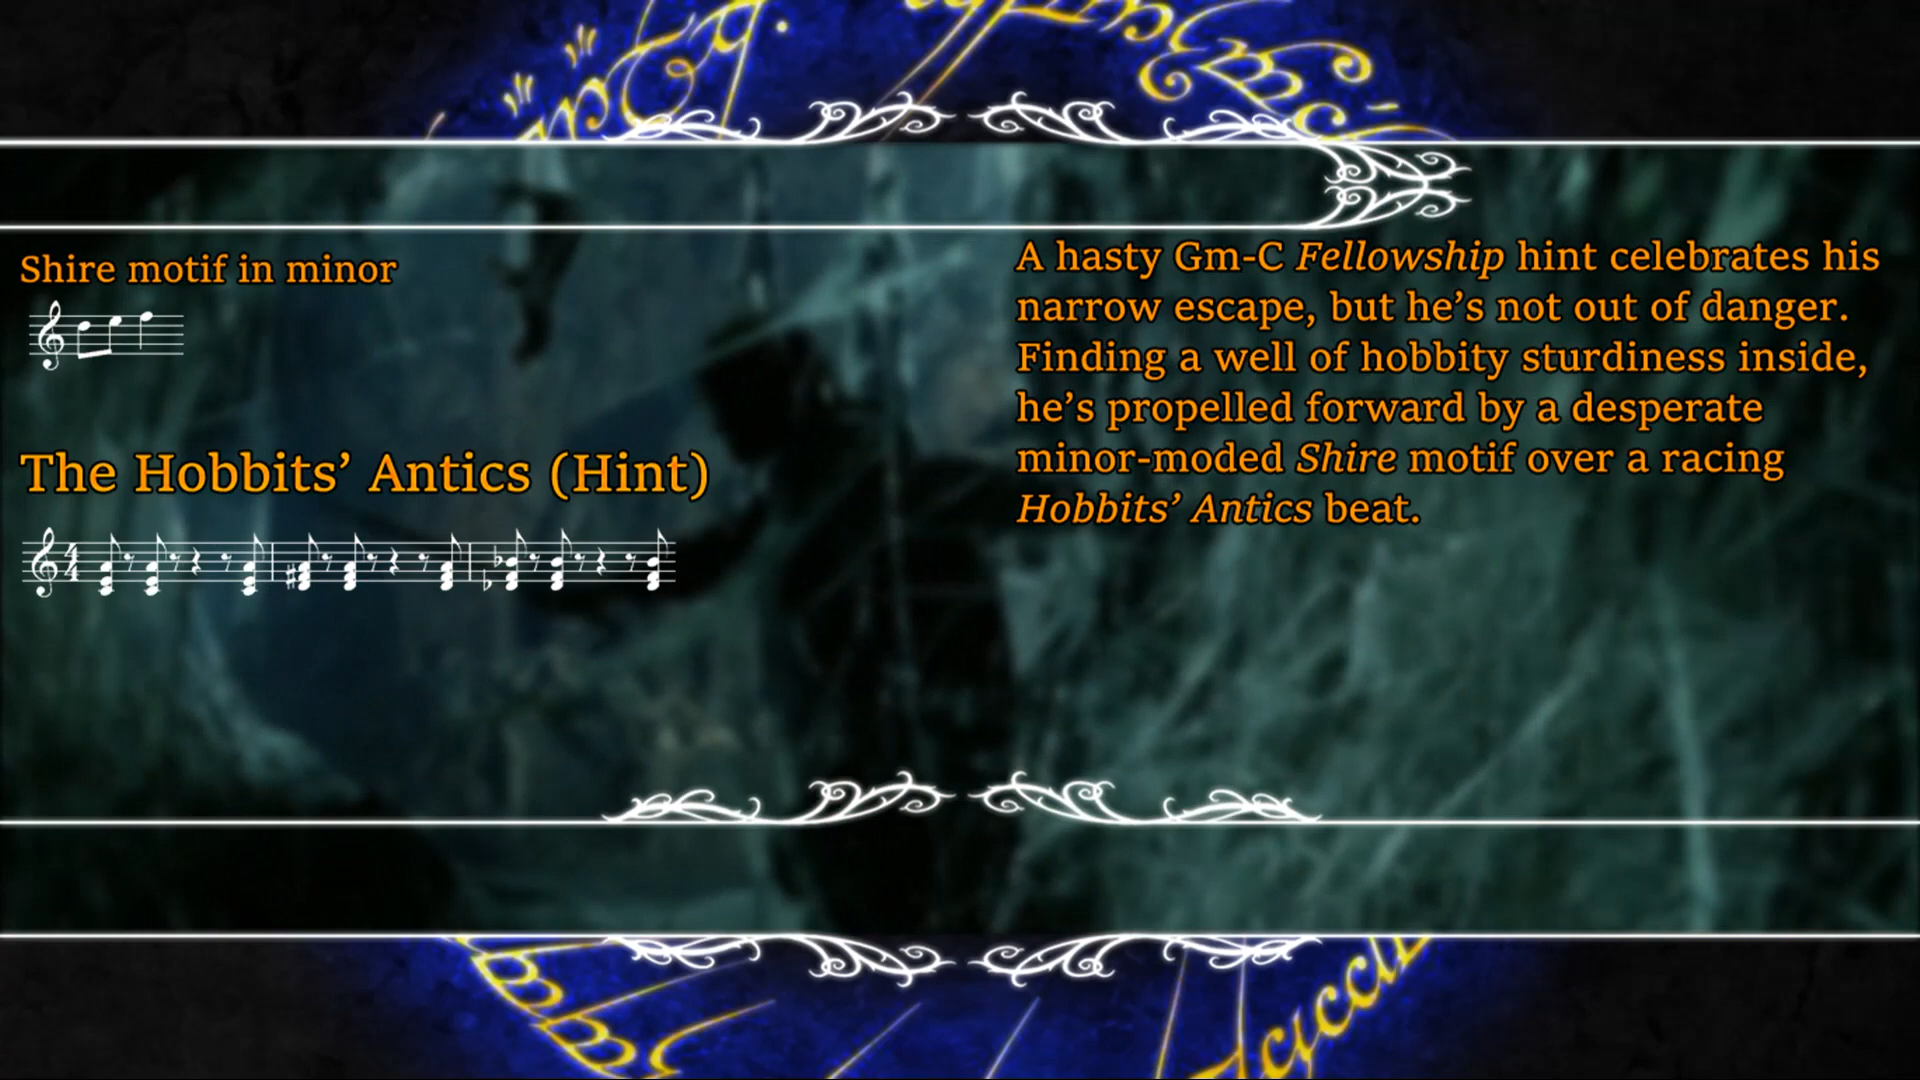 Shire motif in minor
The Hobbits’ Antics (Hint)
A hasty Gm-C Fellowship hint celebrates his
narrow escape, but he’s not out of danger.
Finding a well of hobbity sturdiness inside,
he’s propelled forward by a desperate
minor-moded Shire motif over a racing
Hobbits’ Antics beat.